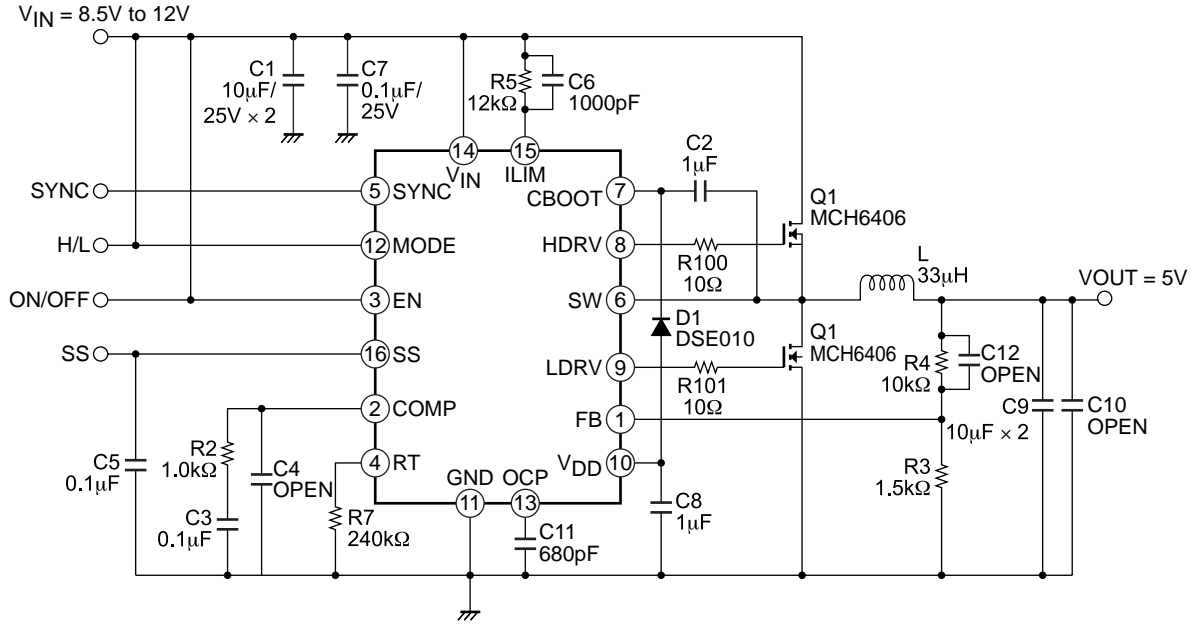 VIN = 8.5V to 12V
C1
10μF/
25V × 2
C7
0.1μF/
25V
R5
12kΩ
C6
1000pF
14
VIN
15
ILIM
C2
1μF
SYNC
5
SYNC
CBOOT
7
Q1
MCH6406
H/L
12
MODE
HDRV
8
R100
10Ω
L
33μH
VOUT = 5V
ON/OFF
3
EN
SW
6
D1
DSE010
Q1
MCH6406
SS
16
SS
LDRV
9
R101
10Ω
R4
10kΩ
C12
OPEN
2
COMP
FB
1
C9
10μF × 2
C10
OPEN
C5
0.1μF
R2
1.0kΩ
C4
OPEN
4
RT
GND
11
OCP
13
VDD
10
R3
1.5kΩ
C3
0.1μF
R7
240kΩ
C11
680pF
C8
1μF